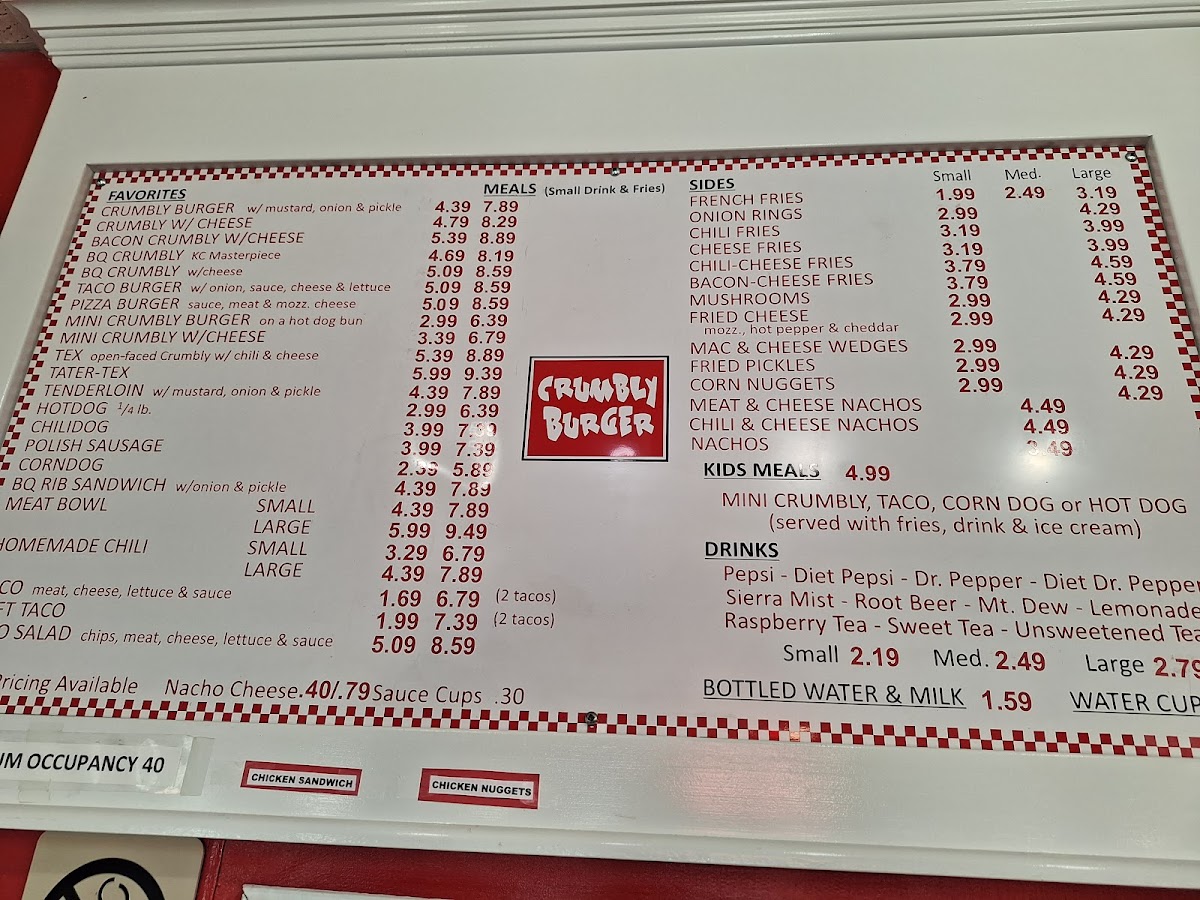 FAVORITES MEALS (Small Drink & Fries)
CRUMBLY BURGER w/ mustard, onion & pickle 4.39 7.89
CRUMBLY W/ CHEESE 4.79 8.29
BACON CRUMBLY W/CHEESE 5.39 8.89
BQ CRUMBLY KC Masterpiece 4.69 8.19
BQ CRUMBLY w/cheese 5.09 8.59
TACO BURGER w/ onion, sauce, cheese & lettuce 5.09 8.59
PIZZA BURGER sauce, meat & mozz. cheese 5.09 8.59
MINI CRUMBLY BURGER on a hot dog bun 2.99 6.39
MINI CRUMBLY W/CHEESE 3.39 6.79
TEX open-faced Crumbly w/ chili & cheese 5.39 8.89
TATER-TEX 5.99 9.39
TENDERLOIN w/ mustard, onion & pickle 4.39 7.89
HOTDOG 1/4 lb. 2.99 6.39
CHILIDOG 3.99 7.39
POLISH SAUSAGE 3.99 7.39
CORNDOG 5.89
BQ RIB SANDWICH w/onion & pickle 4.39 7.89
MEAT BOWL SMALL 4.39 7.89
LARGE 5.99 9.49
HOMEMADE CHILI SMALL 3.29 6.79
LARGE 4.39 7.89
CO meat, cheese, lettuce & sauce 1.69 6.79 (2 tacos)
FT TACO 1.99 7.39 (2 tacos)
O SALAD chips, meat, cheese, lettuce & sauce 5.09 8.59
Pricing Available Nacho Cheese .40/.79 Sauce Cups .30
CRUMBLY
BURGER
SIDES Small Med. Large
FRENCH FRIES 1.99 2.49 3.19
ONION RINGS 2.99 4.29
CHILI FRIES 3.19 3.99
CHEESE FRIES 3.19 3.99
CHILI-CHEESE FRIES 3.79 4.59
BACON-CHEESE FRIES 3.79 4.59
MUSHROOMS 2.99 4.29
FRIED CHEESE 2.99 4.29
mozz., hot pepper & cheddar
MAC & CHEESE WEDGES 2.99 4.29
FRIED PICKLES 2.99 4.29
CORN NUGGETS 2.99 4.29
MEAT & CHEESE NACHOS 4.49
CHILI & CHEESE NACHOS 4.49
NACHOS 3.49
KIDS MEALS 4.99
MINI CRUMBLY, TACO, CORN DOG or HOT DOG
(served with fries, drink & ice cream)
DRINKS
Pepsi - Diet Pepsi - Dr. Pepper - Diet Dr. Pepper
Sierra Mist - Root Beer - Mt. Dew - Lemonade
Raspberry Tea - Sweet Tea - Unsweetened Tea
Small 2.19 Med. 2.49 Large 2.79
BOTTLED WATER & MILK 1.59 WATER CUP
UM OCCUPANCY 40
CHICKEN SANDWICH
CHICKEN NUGGETS